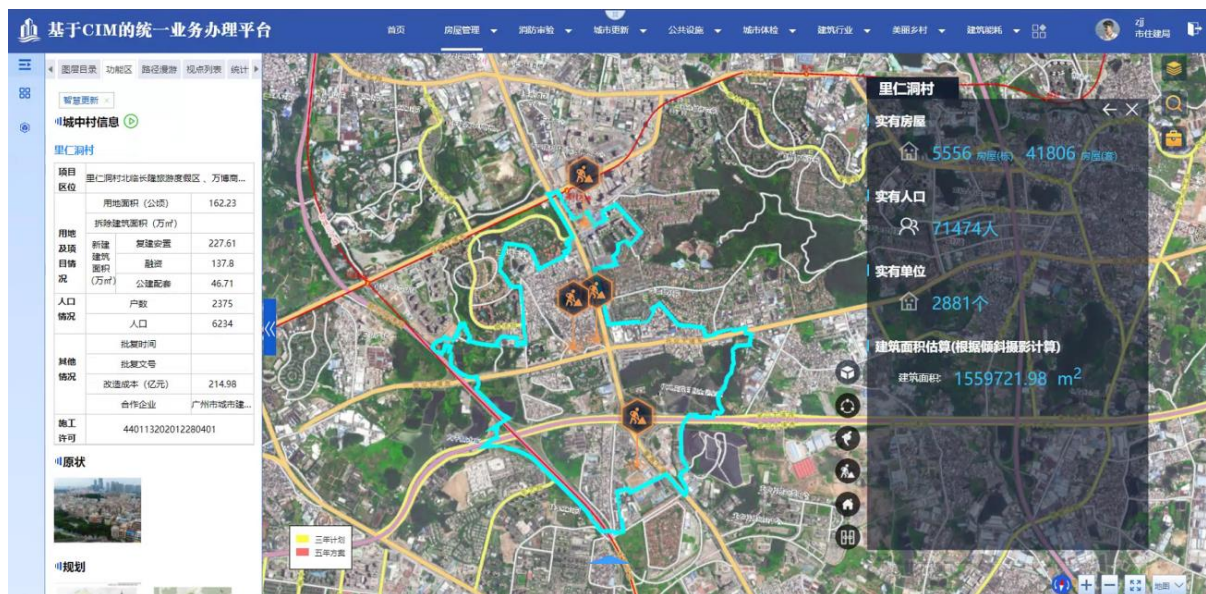 基于CIM的统一业务办理平台
首页 房屋管理 消防审验 城市更新 公共设施 城市体检 建筑行业 美丽乡村 建筑能耗
zjj
市住建局
图层目录 功能区 路径漫游 视点列表 统计
智慧更新 ×
城中村信息
里仁洞村
项目区位 里仁洞村北临长隆旅游度假区、万博商...
用地及项目情况
用地面积（公顷） 162.23
拆除建筑面积（万㎡）
新建建筑面积（万㎡）
复建安置 227.61
融资 137.8
公建配套 46.71
人口情况
户数 2375
人口 6234
其他情况
批复时间
批复文号
改造成本（亿元） 214.98
合作企业 广州市城市建...
施工许可 440113202012280401
原状
规划
三年计划
五年方案
里仁洞村
实有房屋
5556 房屋(栋) 41806 房屋(套)
实有人口
71474人
实有单位
2881个
建筑面积估算(根据倾斜摄影计算)
建筑面积: 1559721.98 m²
地图